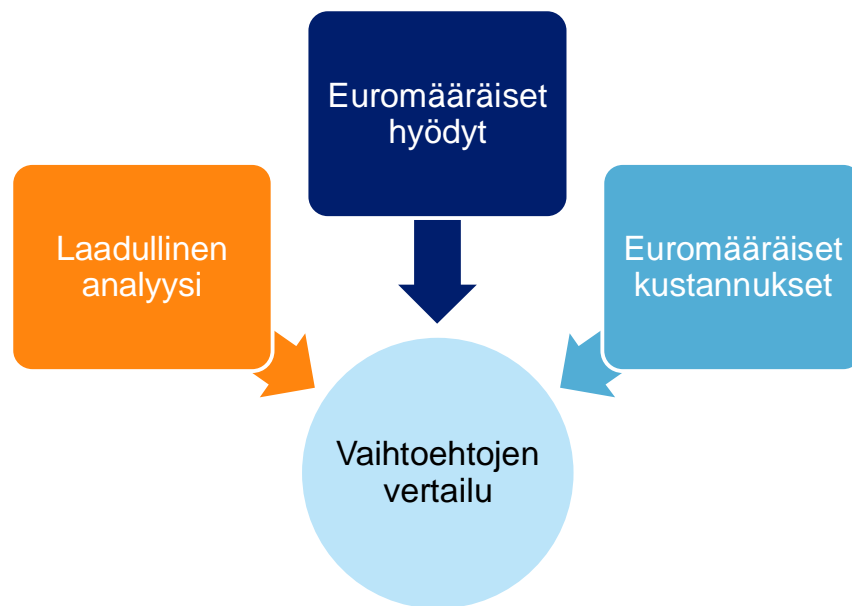 Euromääräiset
hyödyt
Laadullinen
analyysi
Euromääräiset
kustannukset
Vaihtoehtojen
vertailu